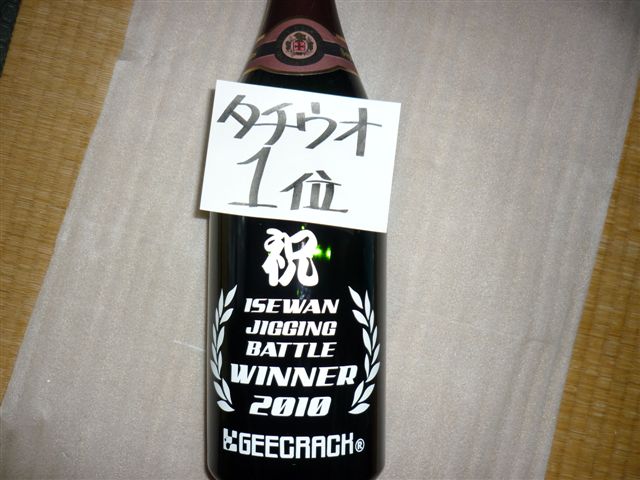 タチウオ
1位
祝
ISEWAN
JIGGING
BATTLE
WINNER
2010
GEECRACK®